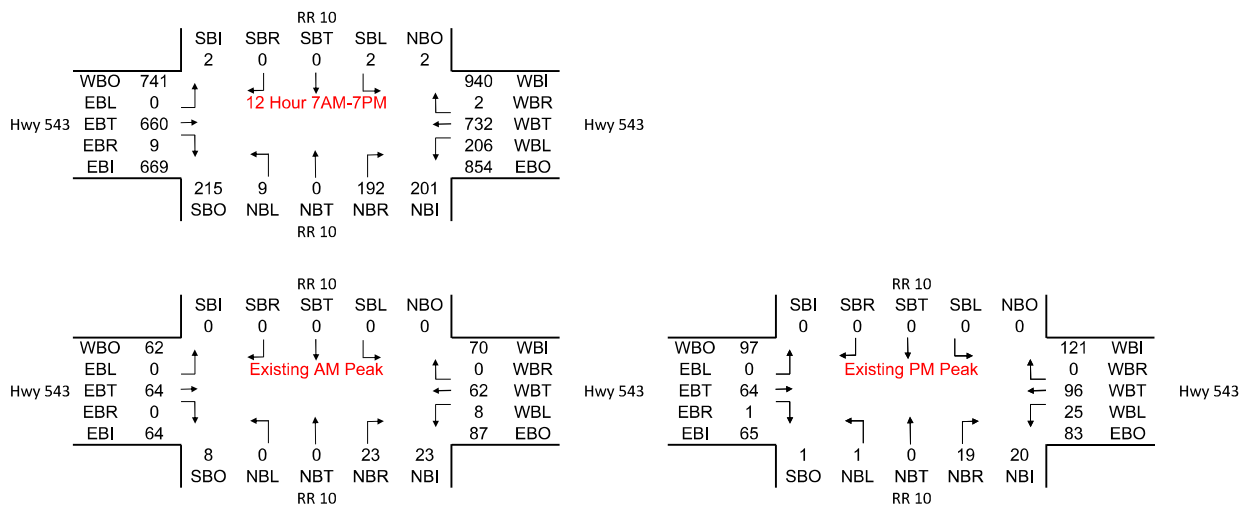 RR 10
SBI SBR SBT SBL NBO
2 0 0 2 2
WBO 741 940 WBI
EBL 0 12 Hour 7AM-7PM 2 WBR
Hwy 543 EBT 660 732 WBT Hwy 543
EBR 9 206 WBL
EBI 669 854 EBO
215 9 0 192 201
SBO NBL NBT NBR NBI
RR 10
RR 10
SBI SBR SBT SBL NBO
0 0 0 0 0
WBO 62 70 WBI
EBL 0 Existing AM Peak 0 WBR
Hwy 543 EBT 64 62 WBT Hwy 543
EBR 0 8 WBL
EBI 64 87 EBO
8 0 0 23 23
SBO NBL NBT NBR NBI
RR 10
RR 10
SBI SBR SBT SBL NBO
0 0 0 0 0
WBO 97 121 WBI
EBL 0 Existing PM Peak 0 WBR
EBT 64 96 WBT Hwy 543
EBR 1 25 WBL
EBI 65 83 EBO
1 1 0 19 20
SBO NBL NBT NBR NBI
RR 10